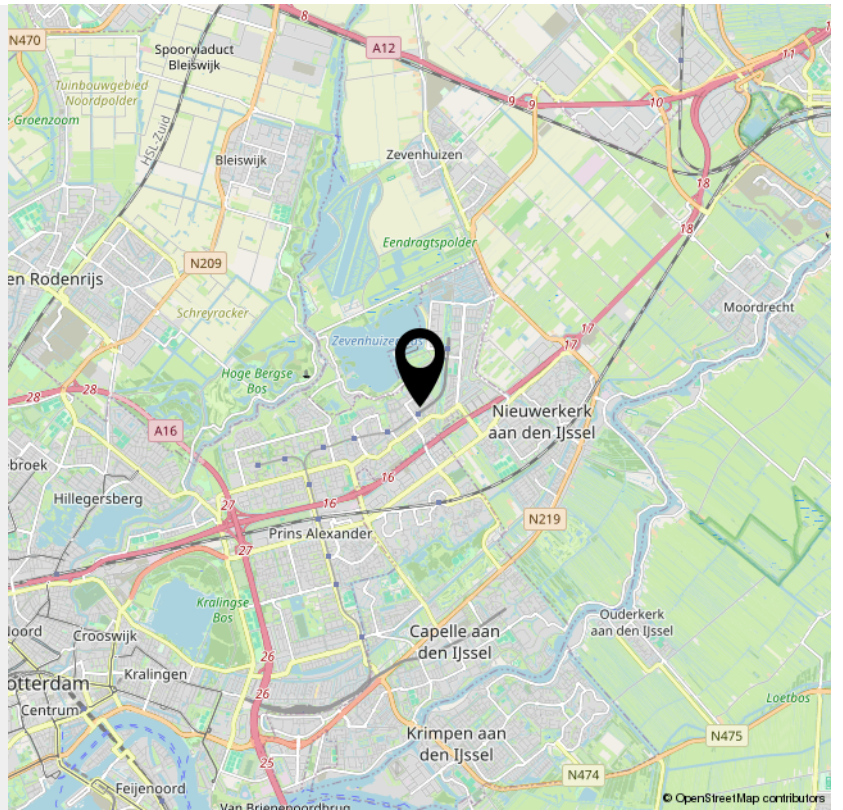 8
N470
A12
Spoorviaduct
Bleiswijk
11
Tuinbouwgebied
Noordpolder
9
9
10
e Groenzoom
HSL-Zuid
Bleiswijk
Zevenhuizen
18
18
Eendragtspolder
N209
en Rodenrijs
Schreyracker
Moordrecht
17
17
Hoge Bergse
Bos
28
28
A16
Nieuwerkerk
aan den IJssel
ebroek
Hillegersberg
16
16
27
27
N219
Prins Alexander
Kralingse
Bos
Ouderkerk
aan den IJssel
Noord
Crooswijk
Capelle aan
den IJssel
26
26
Kralingen
otterdam
Centrum
Loetbos
Krimpen aan
den IJssel
N475
25
N474
Feijenoord
Van Brienenoordbrug
© OpenStreetMap contributors